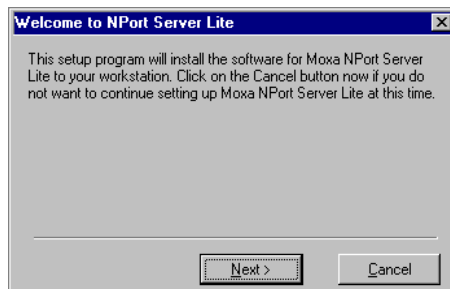 Welcome to NPort Server Lite
This setup program will install the software for Moxa NPort Server
Lite to your workstation. Click on the Cancel button now if you do
not want to continue setting up Moxa NPort Server Lite at this time.
Next >
Cancel